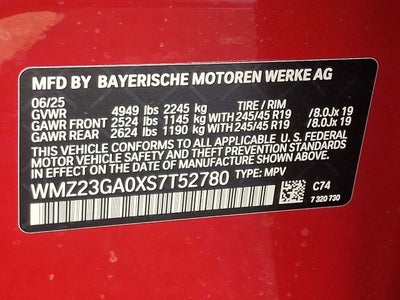 MFD BY BAYERISCHE MOTOREN WERKE AG
06/25
GVWR 4949 lbs 2245 kg TIRE / RIM
GAWR FRONT 2524 lbs 1145 kg WITH 245/45 R19 /8.0Jx 19
GAWR REAR 2624 lbs 1190 kg WITH 245/45 R19 /8.0Jx 19
THIS VEHICLE CONFORMS TO ALL APPLICABLE U.S. FEDERAL
MOTOR VEHICLE SAFETY STANDARDS IN EFFECT ON THE
DATE OF MANUFACTURE SHOWN ABOVE.
WMZ23GA0XS7T52780 TYPE: MPV
C74
7 320 730